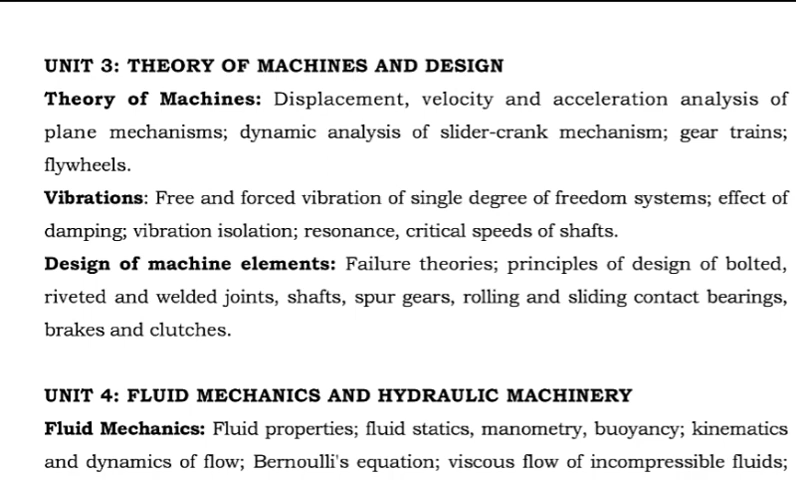 UNIT 3: THEORY OF MACHINES AND DESIGN
Theory of Machines: Displacement, velocity and acceleration analysis of
plane mechanisms; dynamic analysis of slider-crank mechanism; gear trains;
flywheels.
Vibrations: Free and forced vibration of single degree of freedom systems; effect of
damping; vibration isolation; resonance, critical speeds of shafts.
Design of machine elements: Failure theories; principles of design of bolted,
riveted and welded joints, shafts, spur gears, rolling and sliding contact bearings,
brakes and clutches.
UNIT 4: FLUID MECHANICS AND HYDRAULIC MACHINERY
Fluid Mechanics: Fluid properties; fluid statics, manometry, buoyancy; kinematics
and dynamics of flow; Bernoulli's equation; viscous flow of incompressible fluids;